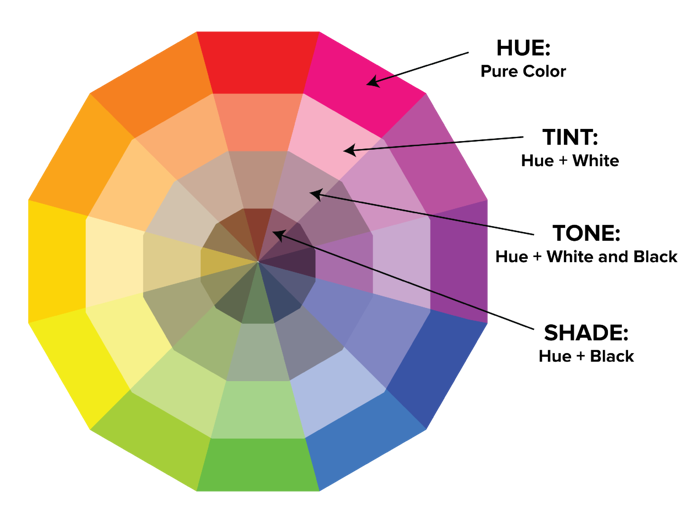 HUE:
Pure Color
TINT:
Hue + White
TONE:
Hue + White and Black
SHADE:
Hue + Black